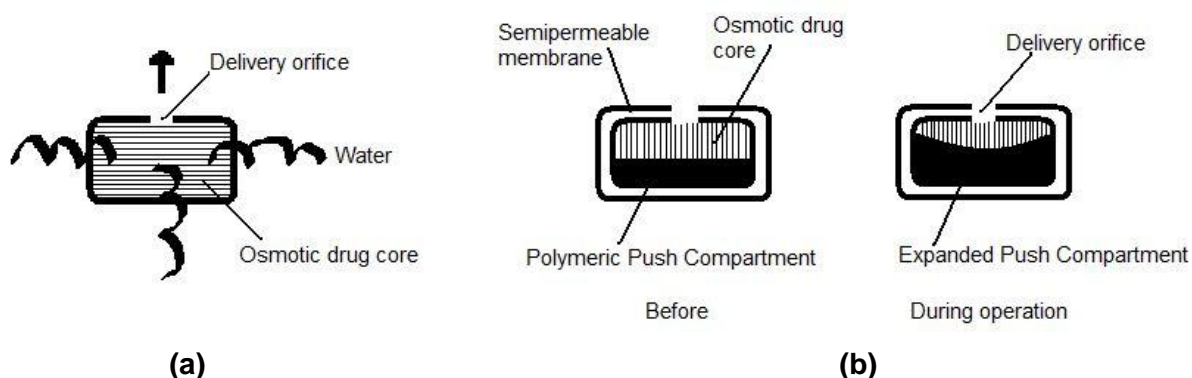 Delivery orifice
Water
Osmotic drug core
(a)
Semipermeable
membrane
Osmotic drug
core
Delivery orifice
Polymeric Push Compartment
Expanded Push Compartment
Before
During operation
(b)